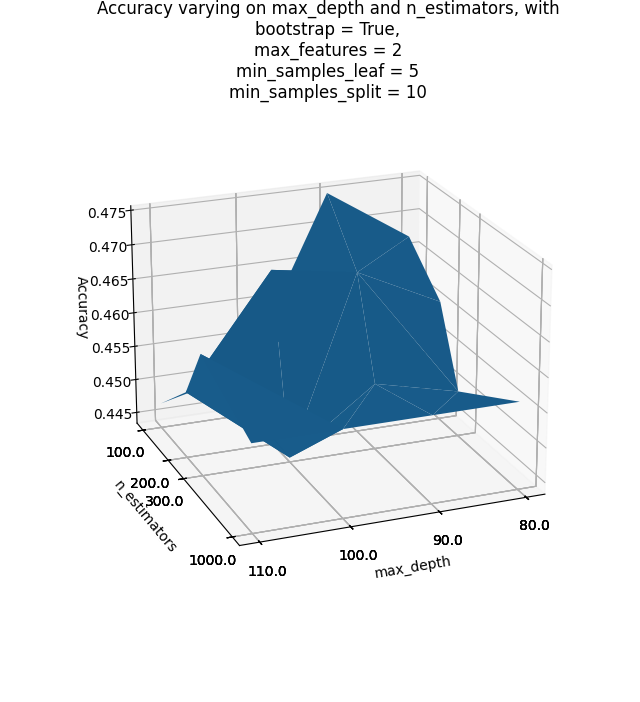 Accuracy varying on max_depth and n_estimators, with
bootstrap = True,
max_features = 2
min_samples_leaf = 5
min_samples_split = 10
0.475
0.470
0.465
0.460
0.455
0.450
0.445
Accuracy
100.0
200.0
300.0
1000.0
n_estimators
110.0
100.0
90.0
80.0
max_depth